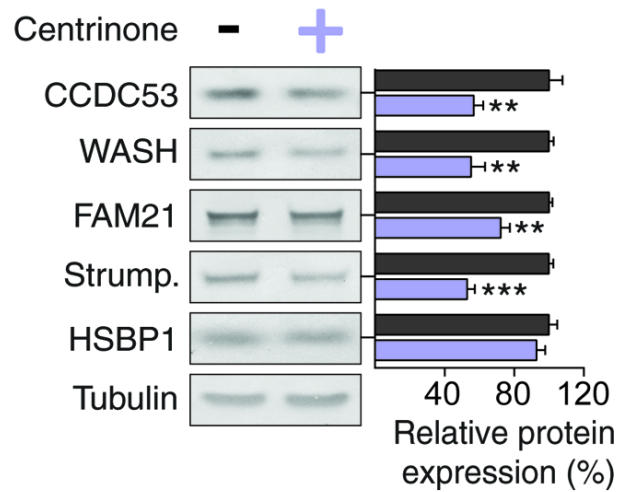 Centrinone - +
CCDC53
**
WASH
**
FAM21
**
Strump.
***
HSBP1
Tubulin
40 80 120
Relative protein
expression (%)